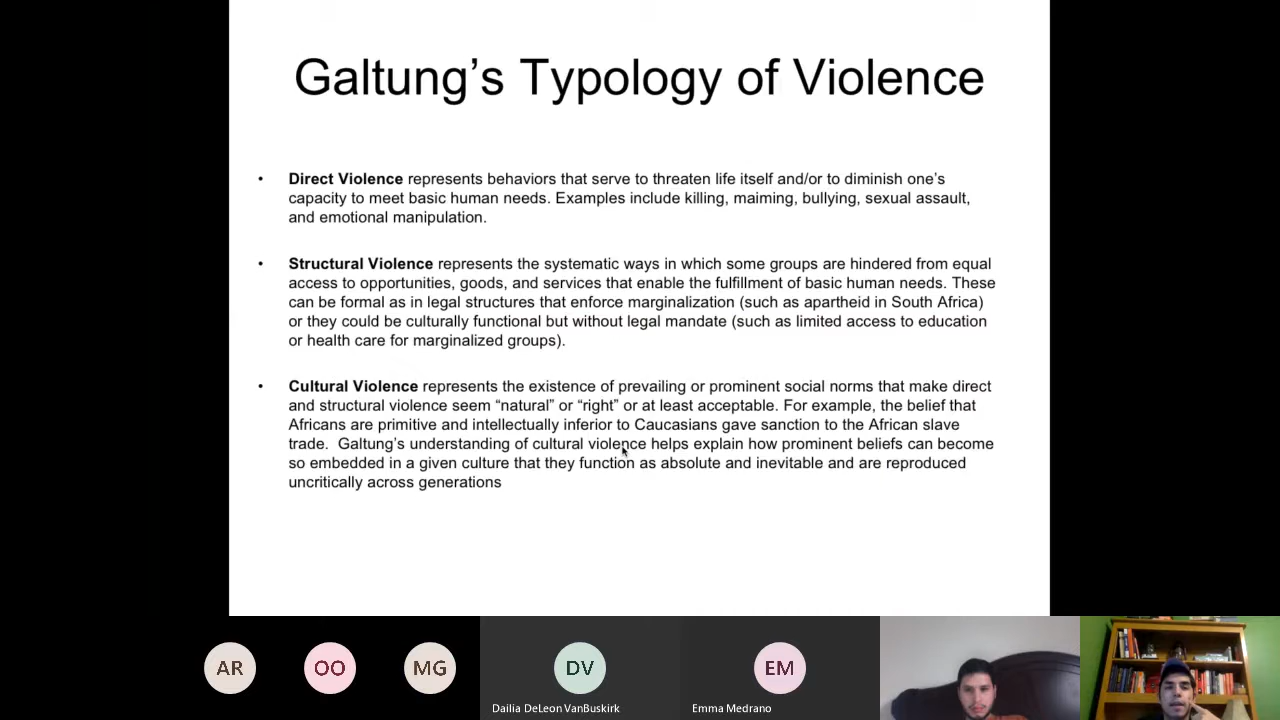 Galtung’s Typology of Violence
• Direct Violence represents behaviors that serve to threaten life itself and/or to diminish one’s
capacity to meet basic human needs. Examples include killing, maiming, bullying, sexual assault,
and emotional manipulation.
• Structural Violence represents the systematic ways in which some groups are hindered from equal
access to opportunities, goods, and services that enable the fulfillment of basic human needs. These
can be formal as in legal structures that enforce marginalization (such as apartheid in South Africa)
or they could be culturally functional but without legal mandate (such as limited access to education
or health care for marginalized groups).
• Cultural Violence represents the existence of prevailing or prominent social norms that make direct
and structural violence seem “natural” or “right” or at least acceptable. For example, the belief that
Africans are primitive and intellectually inferior to Caucasians gave sanction to the African slave
trade.  Galtung’s understanding of cultural violence helps explain how prominent beliefs can become
so embedded in a given culture that they function as absolute and inevitable and are reproduced
uncritically across generations
AR
OO
MG
DV
EM
Dailia DeLeon VanBuskirk
Emma Medrano